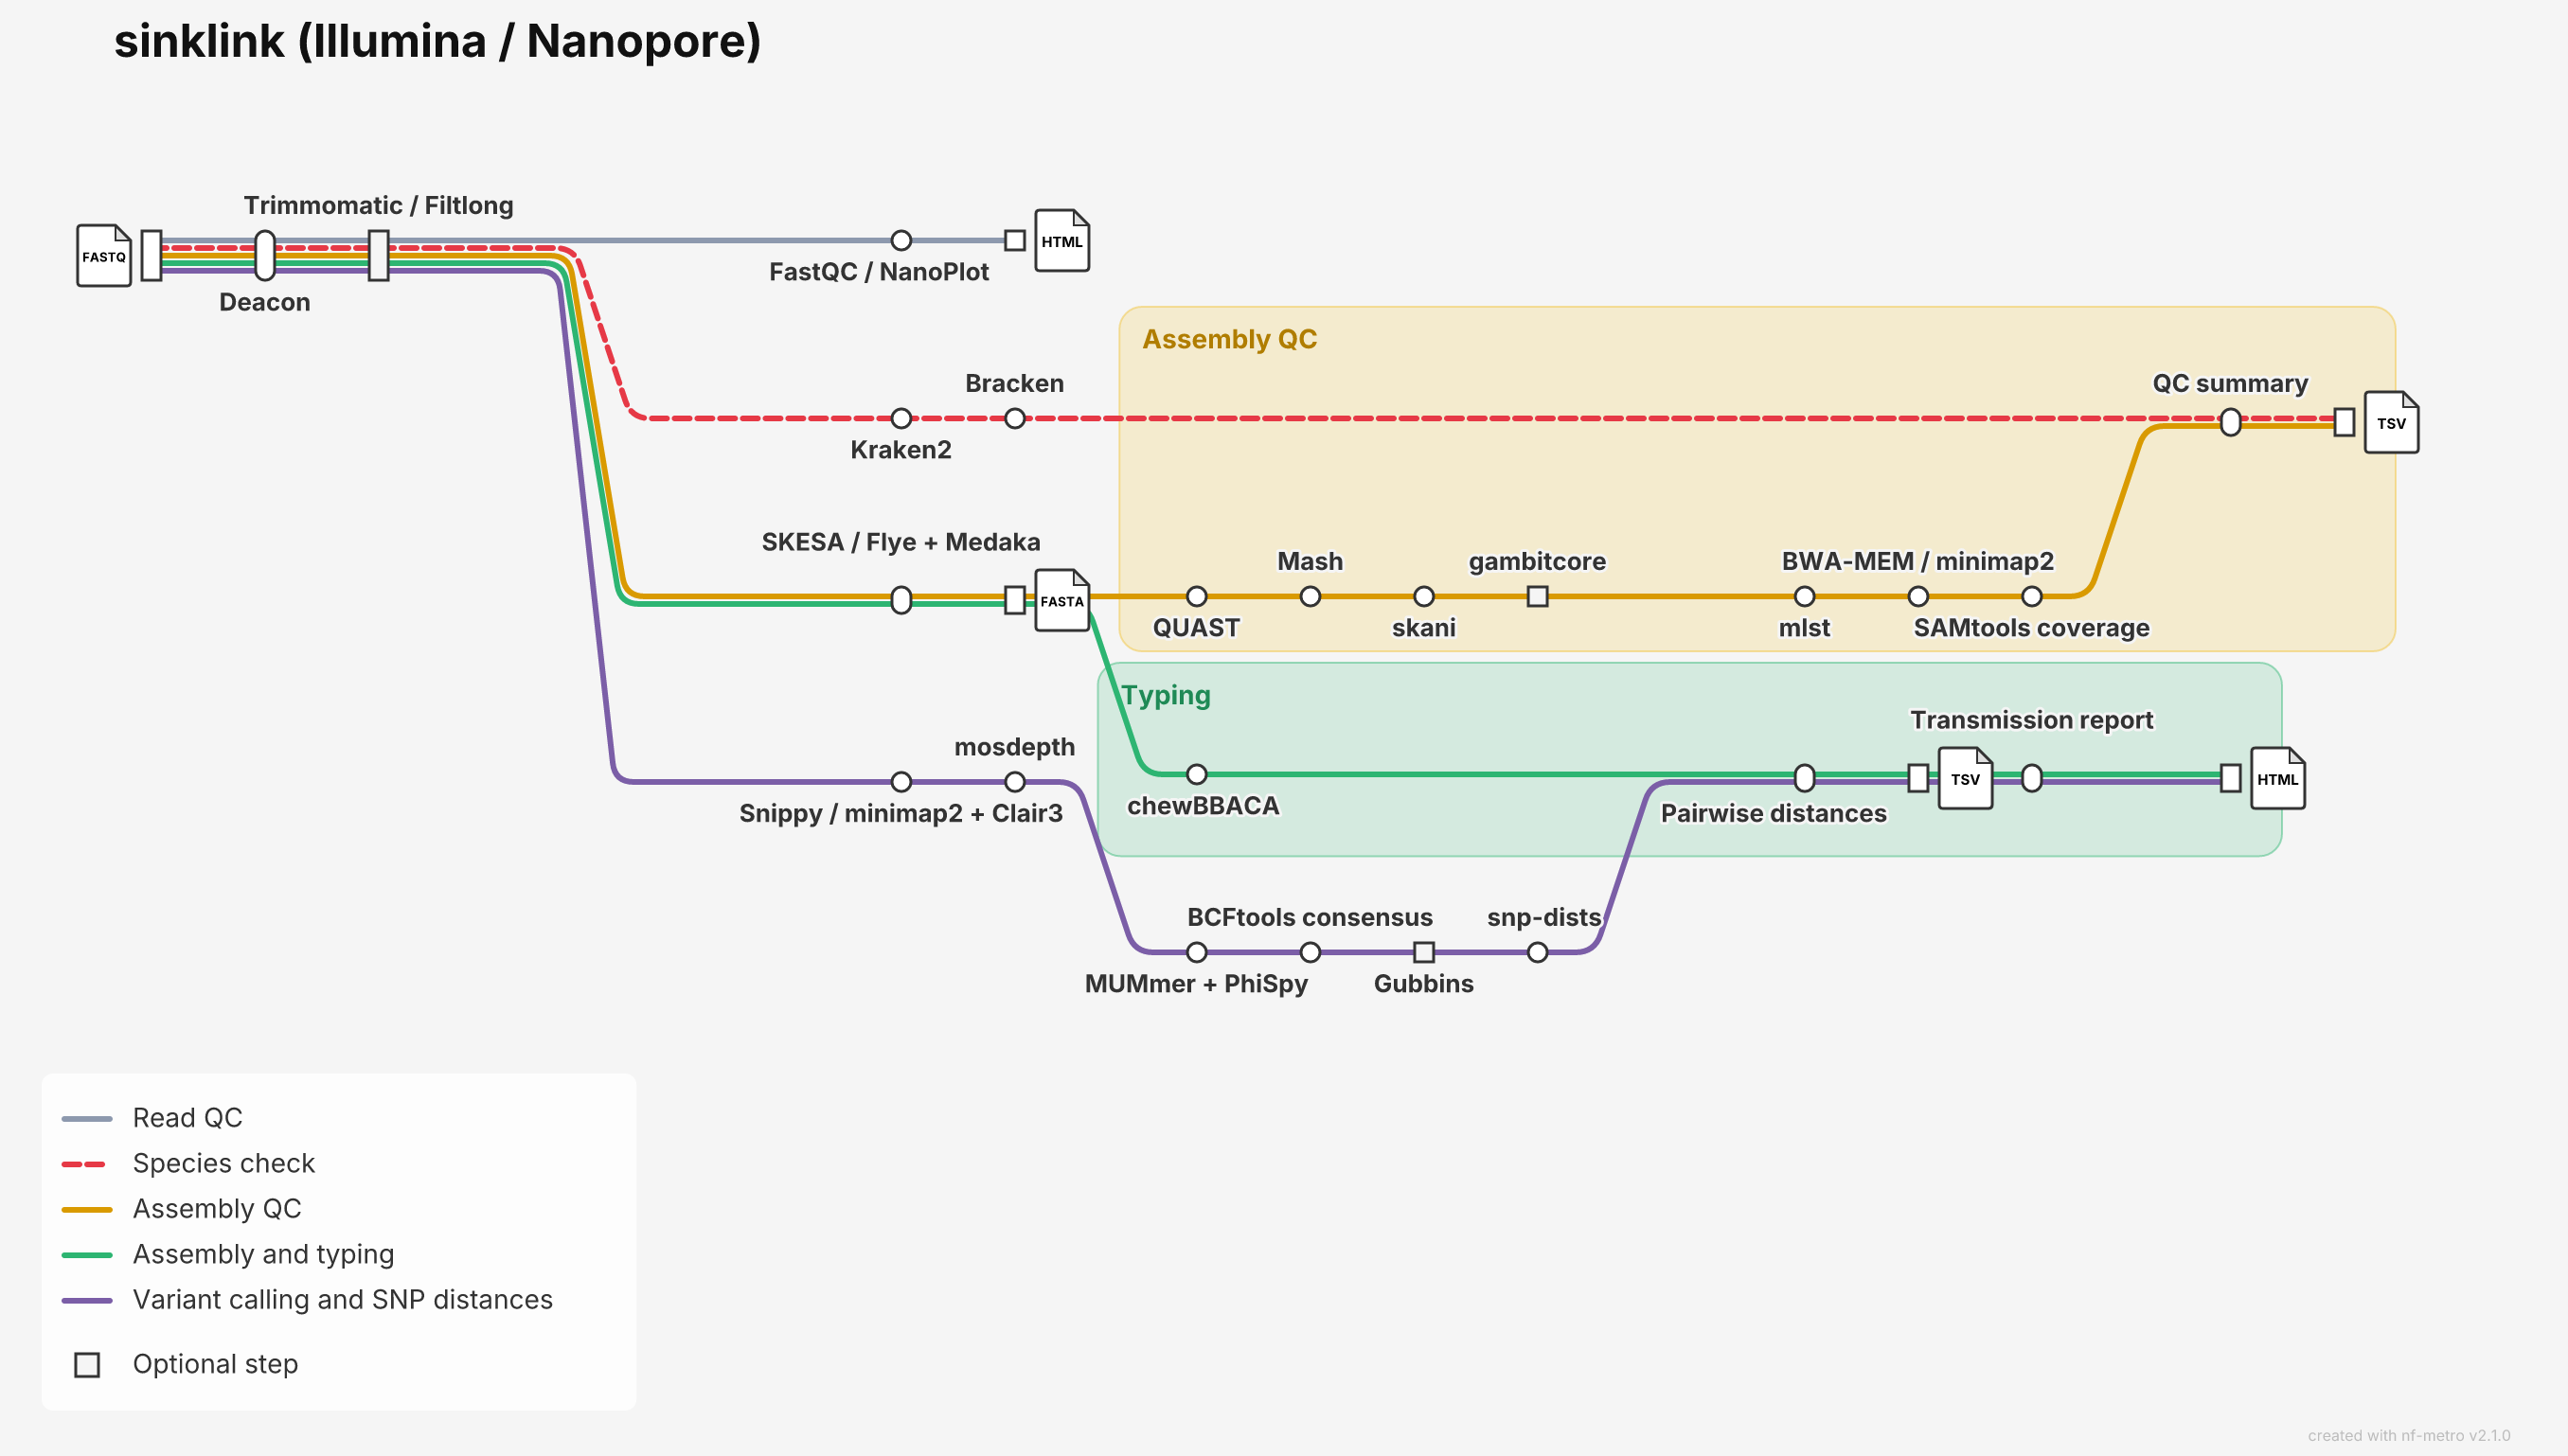 sinklink (Illumina / Nanopore)
Trimmomatic / Filtlong
FASTQ
HTML
Deacon
FastQC / NanoPlot
Assembly QC
Bracken
QC summary
TSV
Kraken2
SKESA / Flye + Medaka
Mash
gambitcore
BWA-MEM / minimap2
FASTA
QUAST
skani
mlst
SAMtools coverage
Typing
Transmission report
mosdepth
TSV
HTML
chewBBACA
Snippy / minimap2 + Clair3
Pairwise distances
BCFtools consensus
snp-dists
MUMmer + PhiSpy
Gubbins
Read QC
Species check
Assembly QC
Assembly and typing
Variant calling and SNP distances
Optional step
created with nf-metro v2.1.0